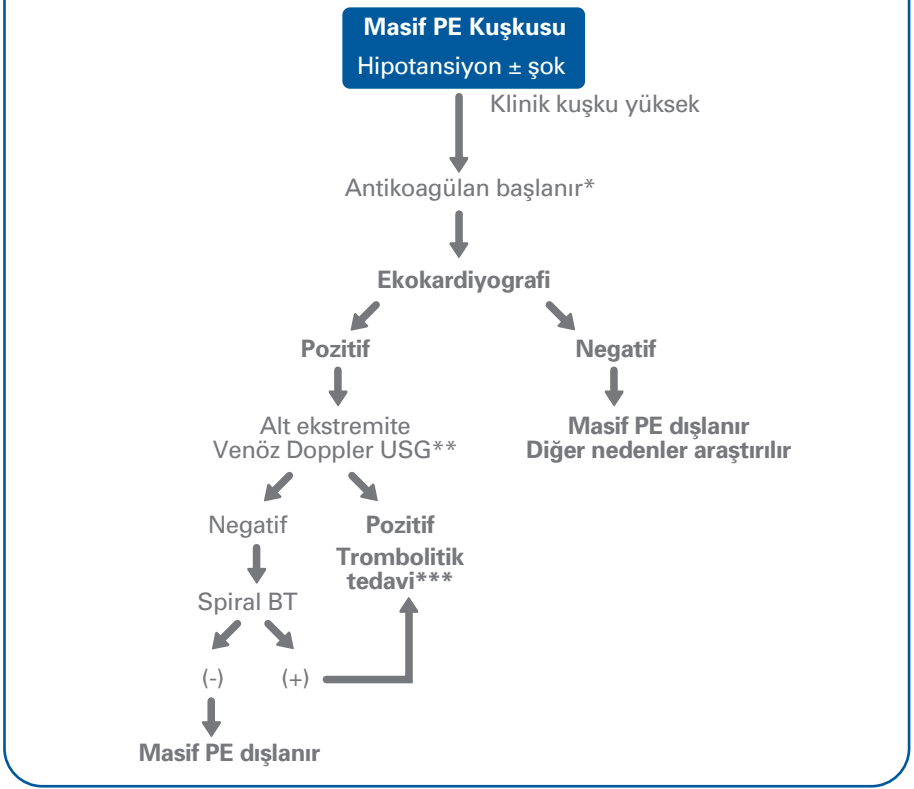 Masif PE Kuşkusu
Hipotansiyon ± şok
Klinik kuşku yüksek
Antikoagülan başlanır*
Ekokardiyografi
Pozitif
Negatif
Alt ekstremite
Venöz Doppler USG**
Masif PE dışlanır
Diğer nedenler araştırılır
Negatif
Pozitif
Trombolitik
tedavi***
Spiral BT
(-)
(+)
Masif PE dışlanır